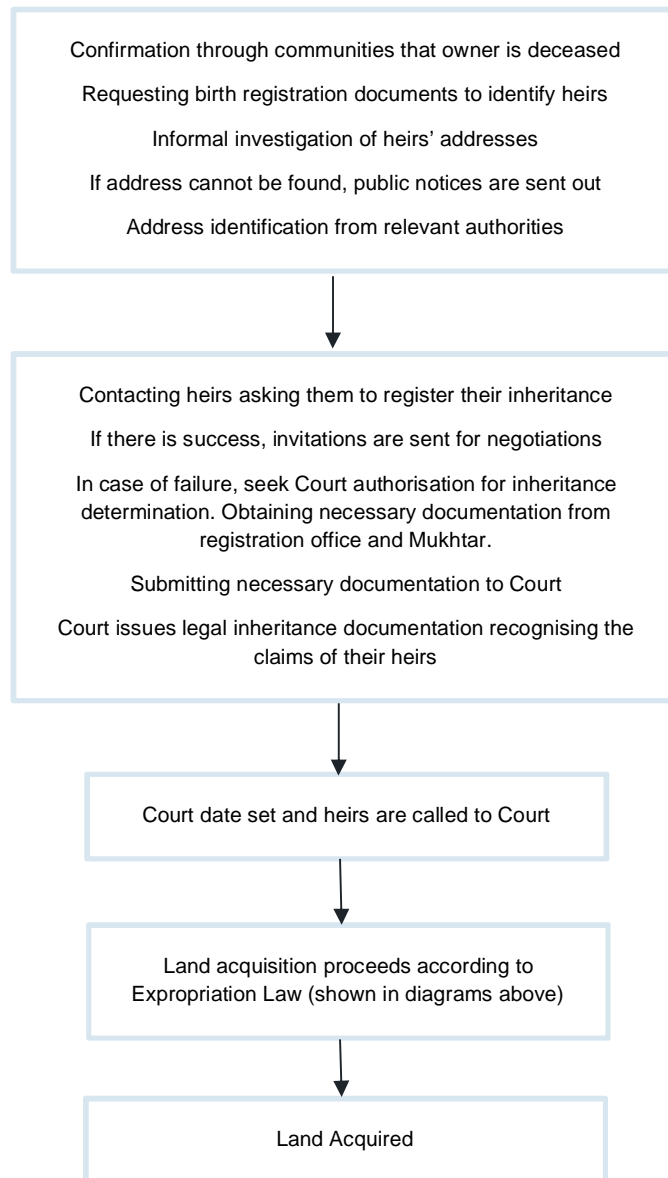 Confirmation through communities that owner is deceased
Requesting birth registration documents to identify heirs
Informal investigation of heirs’ addresses
If address cannot be found, public notices are sent out
Address identification from relevant authorities
Contacting heirs asking them to register their inheritance
If there is success, invitations are sent for negotiations
In case of failure, seek Court authorisation for inheritance
determination. Obtaining necessary documentation from
registration office and Mukhtar.
Submitting necessary documentation to Court
Court issues legal inheritance documentation recognising the
claims of their heirs
Court date set and heirs are called to Court
Land acquisition proceeds according to
Expropriation Law (shown in diagrams above)
Land Acquired